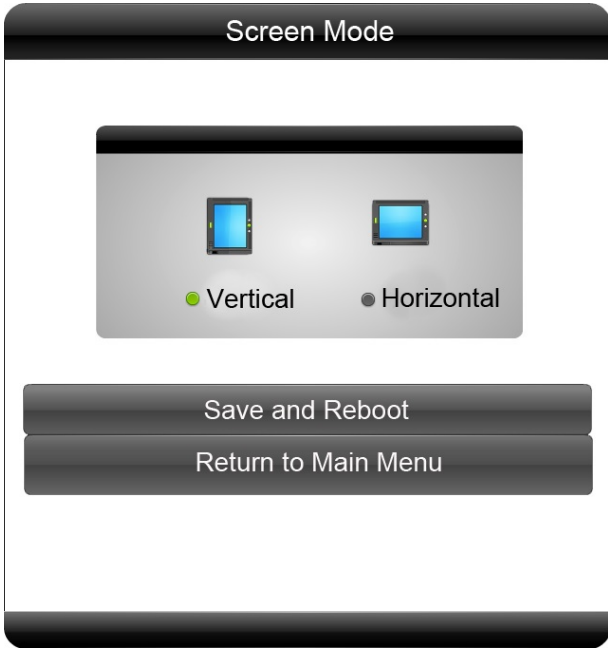 Screen Mode
Vertical
Horizontal
Save and Reboot
Return to Main Menu